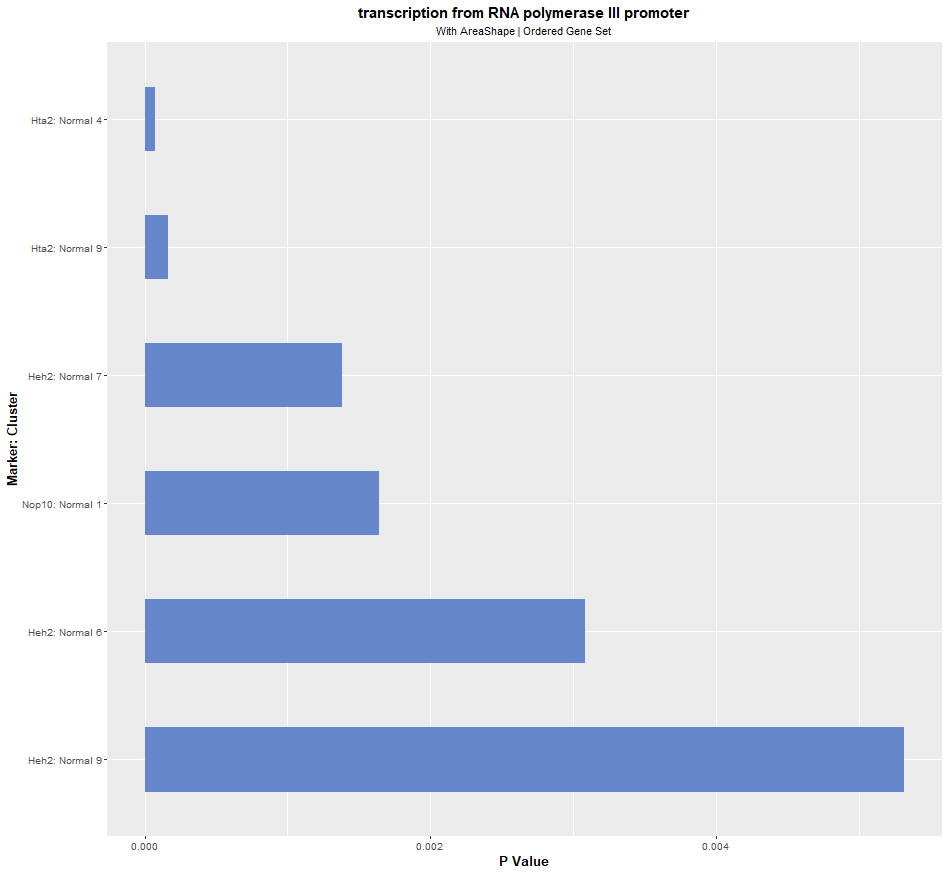 transcription from RNA polymerase III promoter
With AreaShape | Ordered Gene Set
Marker: Cluster
Hta2: Normal 4
Hta2: Normal 9
Heh2: Normal 7
Nop10: Normal 1
Heh2: Normal 6
Heh2: Normal 9
0.000
0.002
0.004
P Value